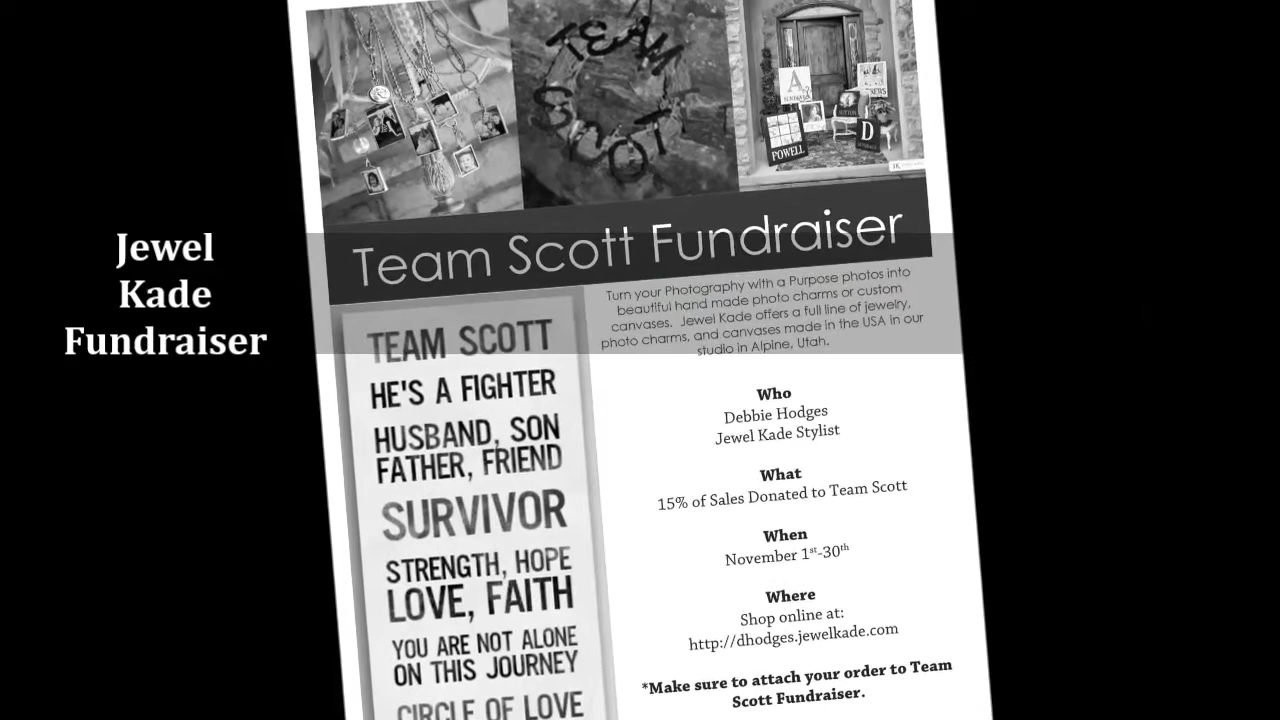 TEAM
SCOTT
A
POWELL
D
Team Scott Fundraiser
Jewel
Kade
Fundraiser
Turn your Photography with a Purpose photos into
beautiful hand made photo charms or custom
canvases. Jewel Kade offers a full line of jewelry,
photo charms, and canvases made in the USA in our
studio in Alpine, Utah.
TEAM SCOTT
HE'S A FIGHTER
HUSBAND, SON
FATHER, FRIEND
SURVIVOR
STRENGTH, HOPE
LOVE, FAITH
YOU ARE NOT ALONE
ON THIS JOURNEY
CIRCLE OF LOVE
Who
Debbie Hodges
Jewel Kade Stylist
What
15% of Sales Donated to Team Scott
When
November 1st-30th
Where
Shop online at:
http://dhodges.jewelkade.com
*Make sure to attach your order to Team
Scott Fundraiser.